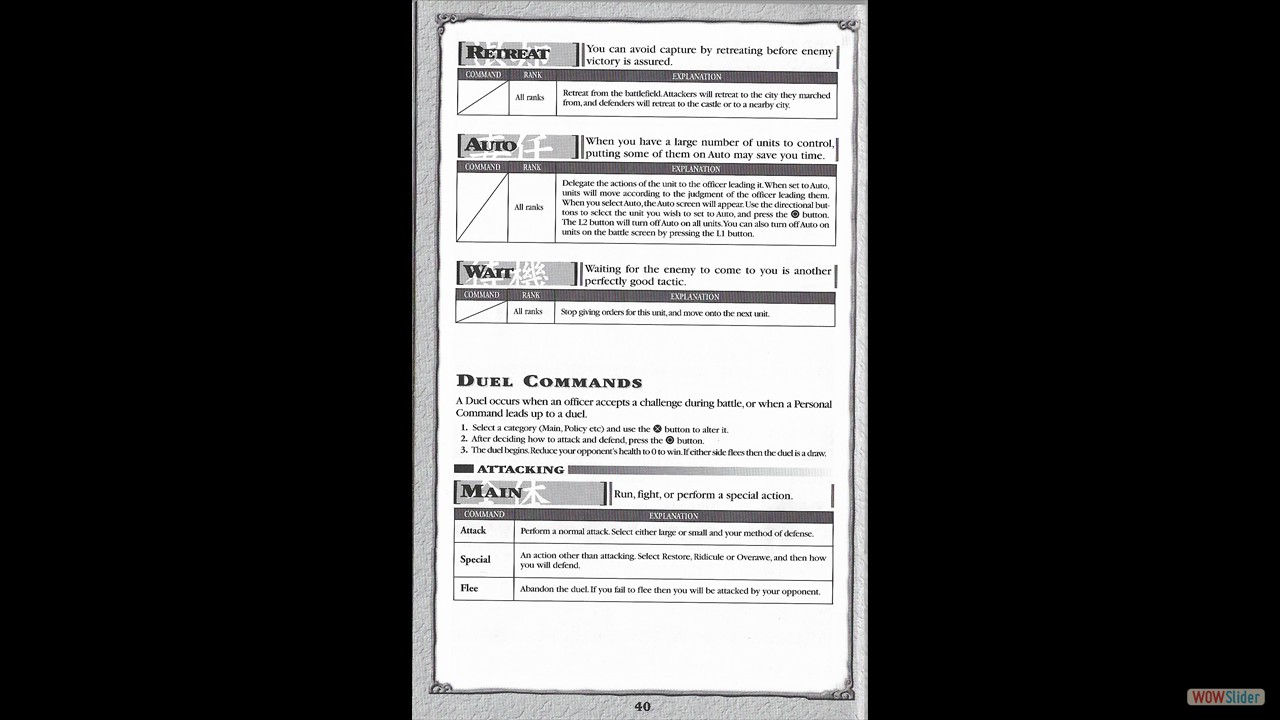 RETREAT
You can avoid capture by retreating before enemy
victory is assured.
COMMAND RANK EXPLANATION
All ranks
Retreat from the battlefield. Attackers will retreat to the city they marched
from, and defenders will retreat to the castle or to a nearby city.
AUTO
When you have a large number of units to control,
putting some of them on Auto may save you time.
COMMAND RANK EXPLANATION
All ranks
Delegate the actions of the unit to the officer leading it. When set to Auto,
units will move according to the judgment of the officer leading them.
When you select Auto, the Auto screen will appear. Use the directional but-
tons to select the unit you wish to set to Auto, and press the button.
The L2 button will turn off Auto on all units. You can also turn off Auto on
units on the battle screen by pressing the L1 button.
WAIT
Waiting for the enemy to come to you is another
perfectly good tactic.
COMMAND RANK EXPLANATION
All ranks
Stop giving orders for this unit, and move onto the next unit.
DUEL COMMANDS
A Duel occurs when an officer accepts a challenge during battle, or when a Personal
Command leads up to a duel.
1. Select a category (Main, Policy etc) and use the ⊗ button to alter it.
2. After deciding how to attack and defend, press the button.
3. The duel begins. Reduce your opponent's health to 0 to win. If either side flees then the duel is a draw.
ATTACKING
MAIN
Run, fight, or perform a special action.
COMMAND EXPLANATION
Attack Perform a normal attack. Select either large or small and your method of defense.
Special An action other than attacking. Select Restore, Ridicule or Overawe, and then how
you will defend.
Flee Abandon the duel. If you fail to flee then you will be attacked by your opponent.
40
WOWSlider